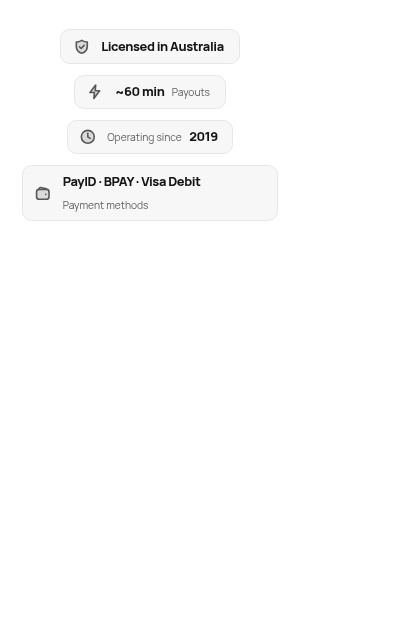 Licensed in Australia
~60 min Payouts
Operating since 2019
PayID · BPAY · Visa Debit
Payment methods